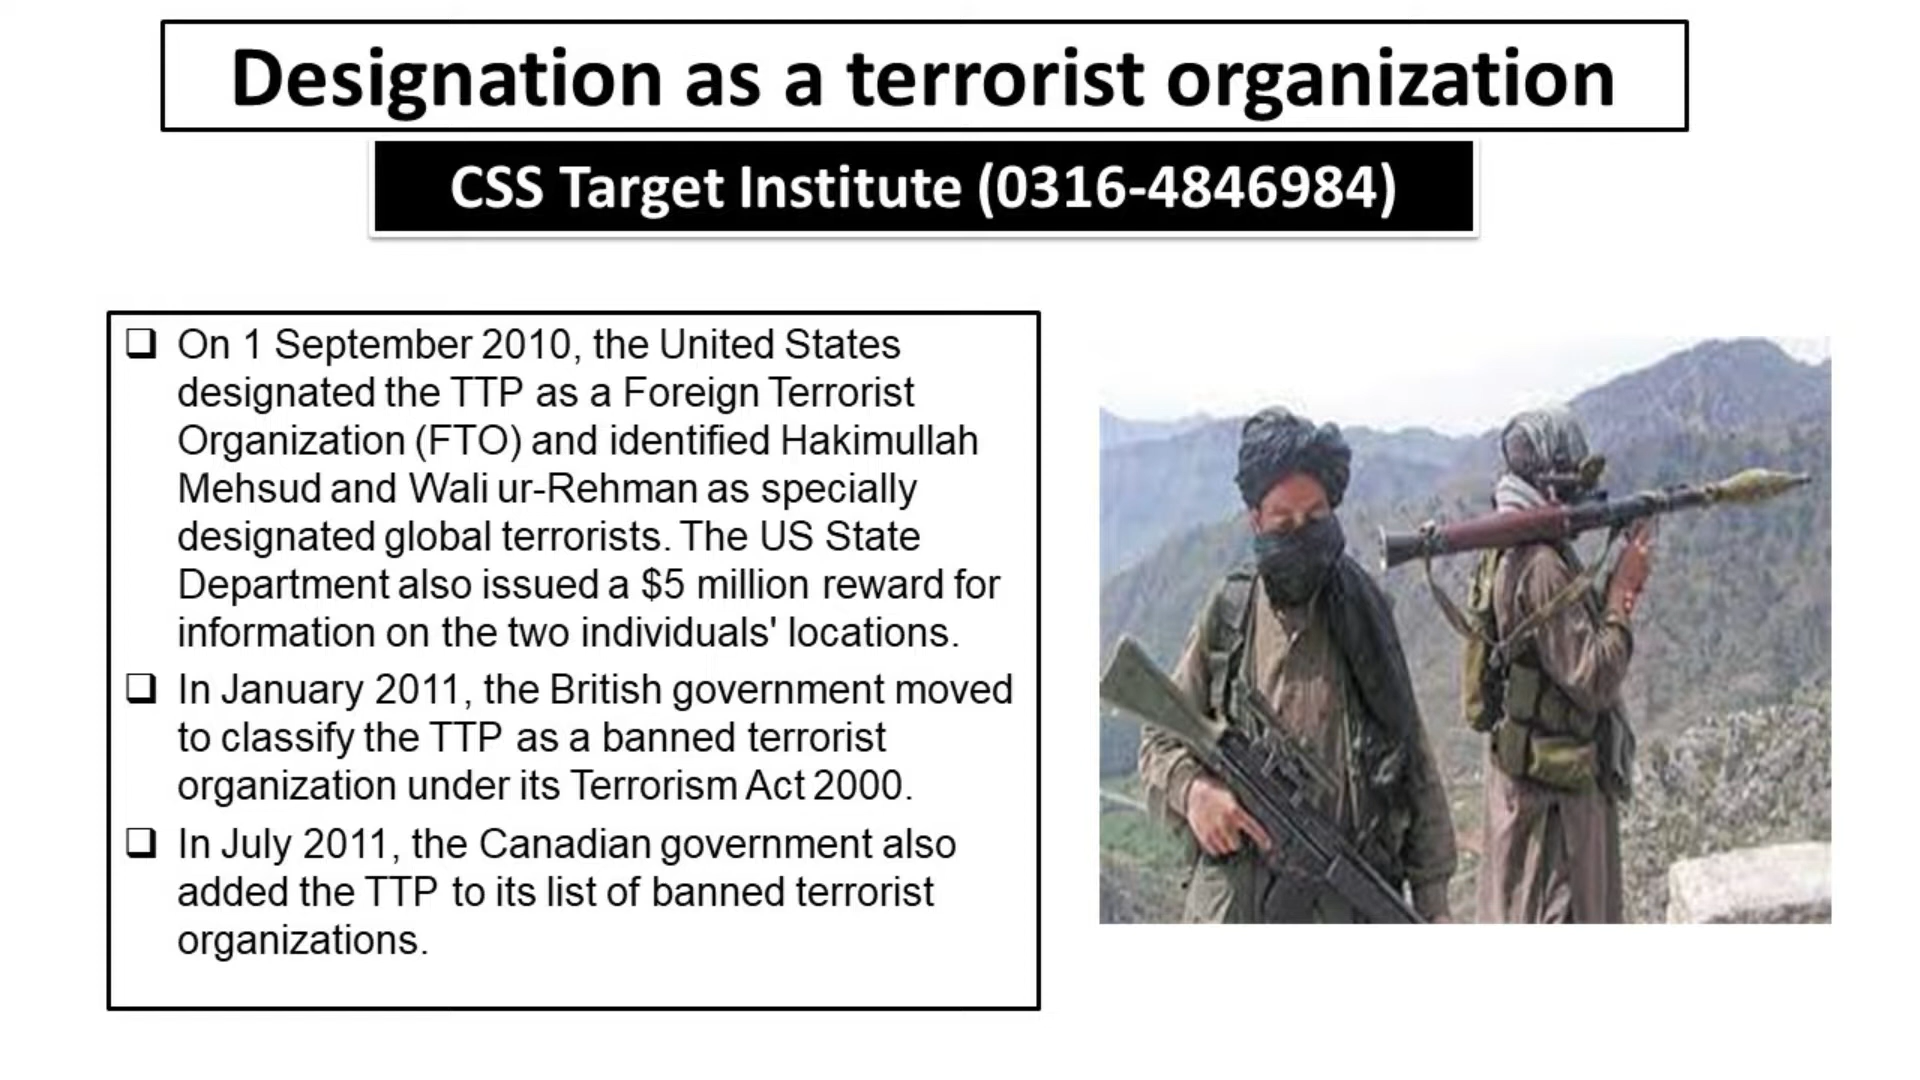 Designation as a terrorist organization
CSS Target Institute (0316-4846984)
❑ On 1 September 2010, the United States
designated the TTP as a Foreign Terrorist
Organization (FTO) and identified Hakimullah
Mehsud and Wali ur-Rehman as specially
designated global terrorists. The US State
Department also issued a $5 million reward for
information on the two individuals' locations.
❑ In January 2011, the British government moved
to classify the TTP as a banned terrorist
organization under its Terrorism Act 2000.
❑ In July 2011, the Canadian government also
added the TTP to its list of banned terrorist
organizations.